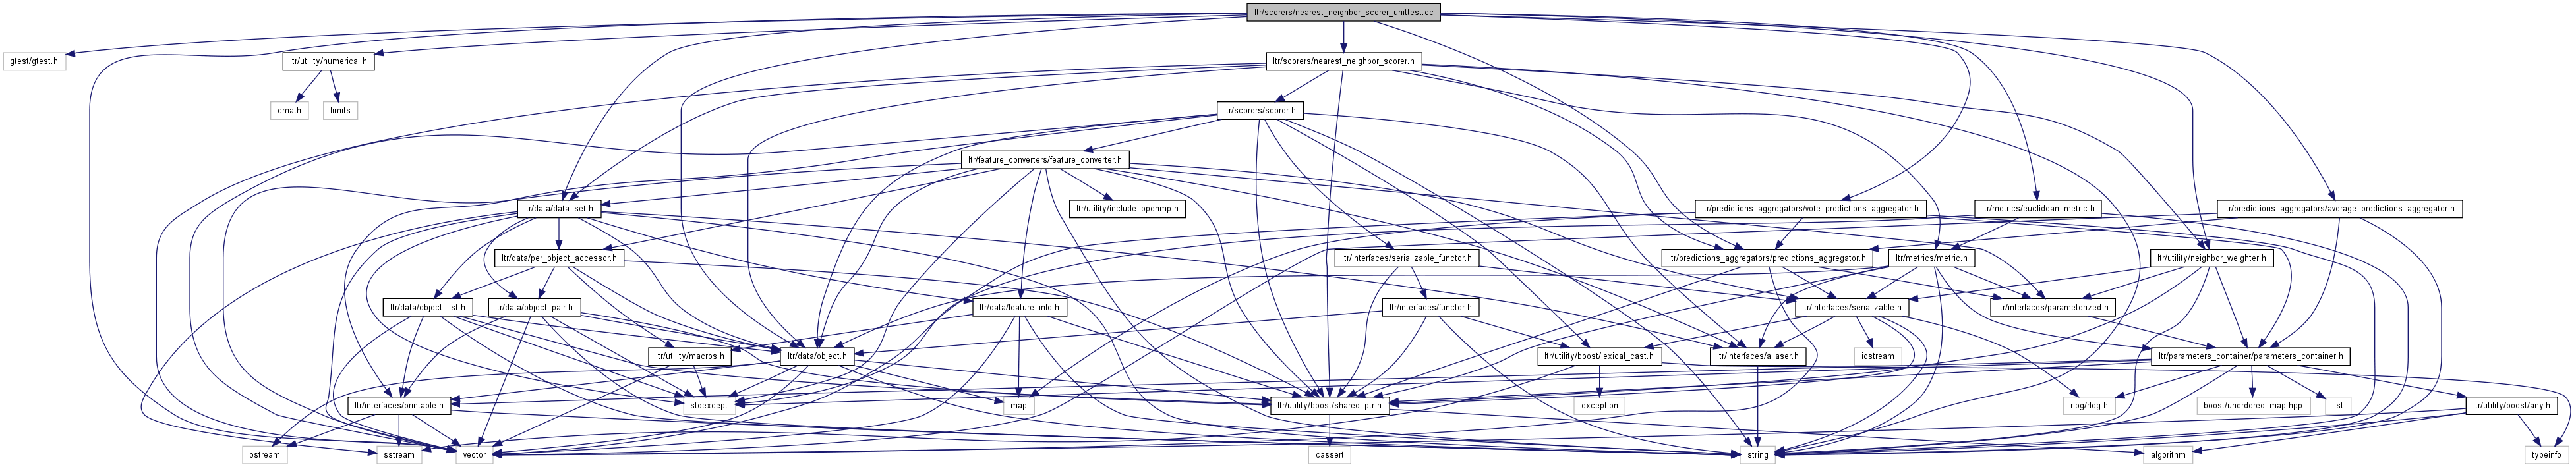 ltr/scorers/nearest_neighbor_scorer_unittest.cc
gtest/gtest.h
ltr/utility/numerical.h
ltr/scorers/nearest_neighbor_scorer.h
cmath
limits
ltr/scorers/scorer.h
ltr/feature_converters/feature_converter.h
ltr/data/data_set.h
ltr/utility/include_openmp.h
ltr/predictions_aggregators/vote_predictions_aggregator.h
ltr/metrics/euclidean_metric.h
ltr/predictions_aggregators/average_predictions_aggregator.h
ltr/data/per_object_accessor.h
ltr/predictions_aggregators/predictions_aggregator.h
ltr/interfaces/serializable_functor.h
ltr/metrics/metric.h
ltr/utility/neighbor_weighter.h
ltr/data/object_list.h
ltr/data/object_pair.h
ltr/data/feature_info.h
ltr/interfaces/functor.h
ltr/interfaces/serializable.h
ltr/interfaces/parameterized.h
ltr/utility/macros.h
ltr/data/object.h
ltr/utility/boost/lexical_cast.h
ltr/interfaces/aliaser.h
iostream
ltr/parameters_container/parameters_container.h
ltr/interfaces/printable.h
stdexcept
map
ltr/utility/boost/shared_ptr.h
exception
rlog/rlog.h
boost/unordered_map.hpp
list
ltr/utility/boost/any.h
ostream
sstream
vector
cassert
string
algorithm
typeinfo